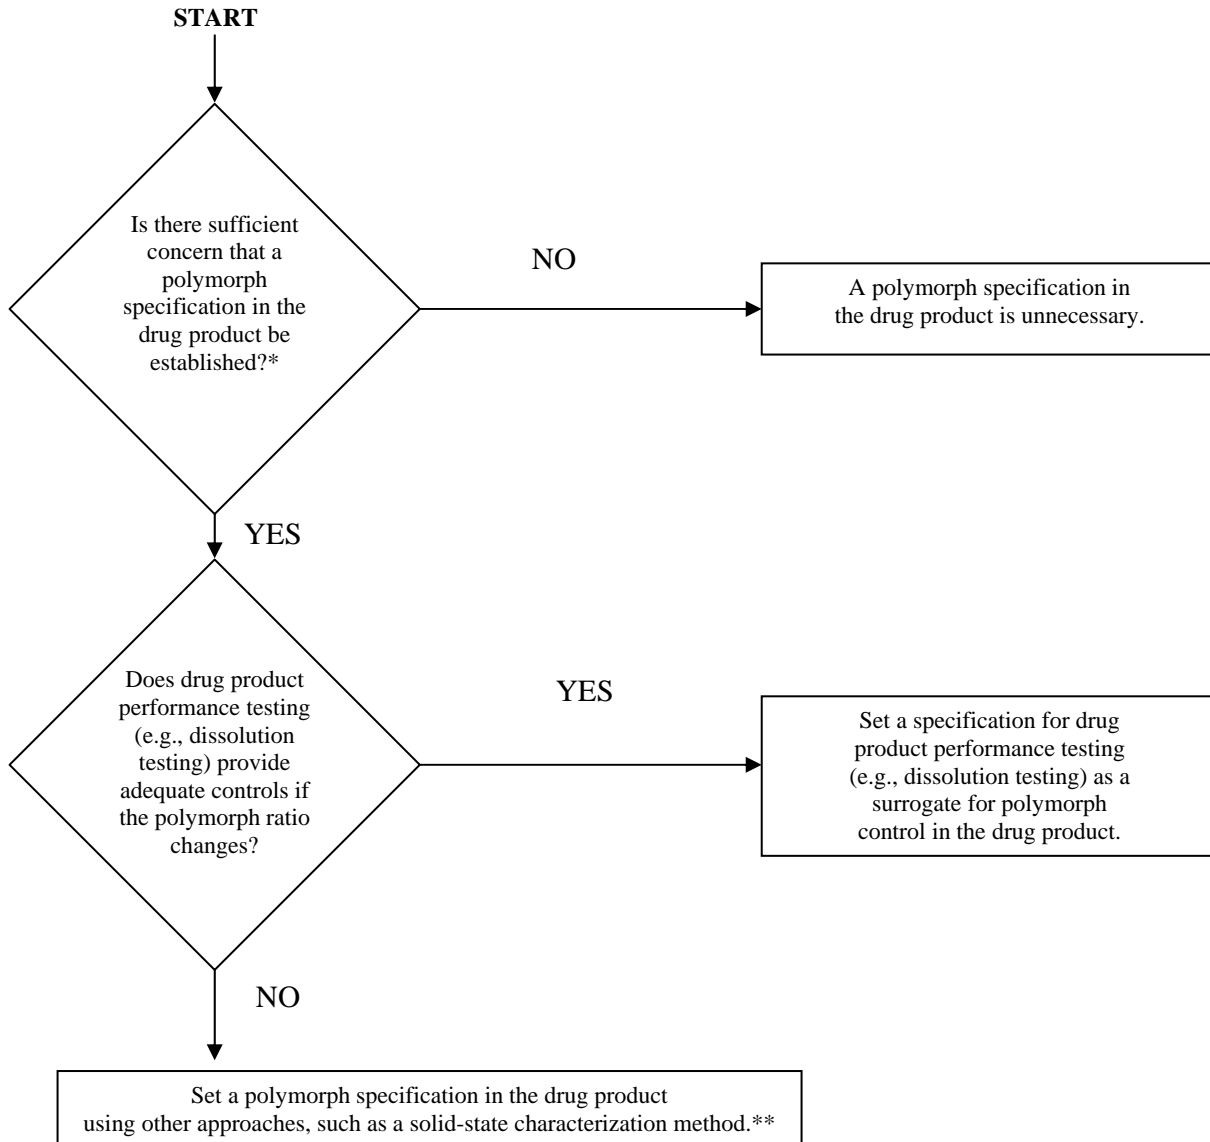 START
Is there sufficient
concern that a
polymorph
specification in the
drug product be
established?*
NO
A polymorph specification in
the drug product is unnecessary.
YES
Does drug product
performance testing
(e.g., dissolution
testing) provide
adequate controls if
the polymorph ratio
changes?
YES
Set a specification for drug
product performance testing
(e.g., dissolution testing) as a
surrogate for polymorph
control in the drug product.
NO
Set a polymorph specification in the drug product
using other approaches, such as a solid-state characterization method.**